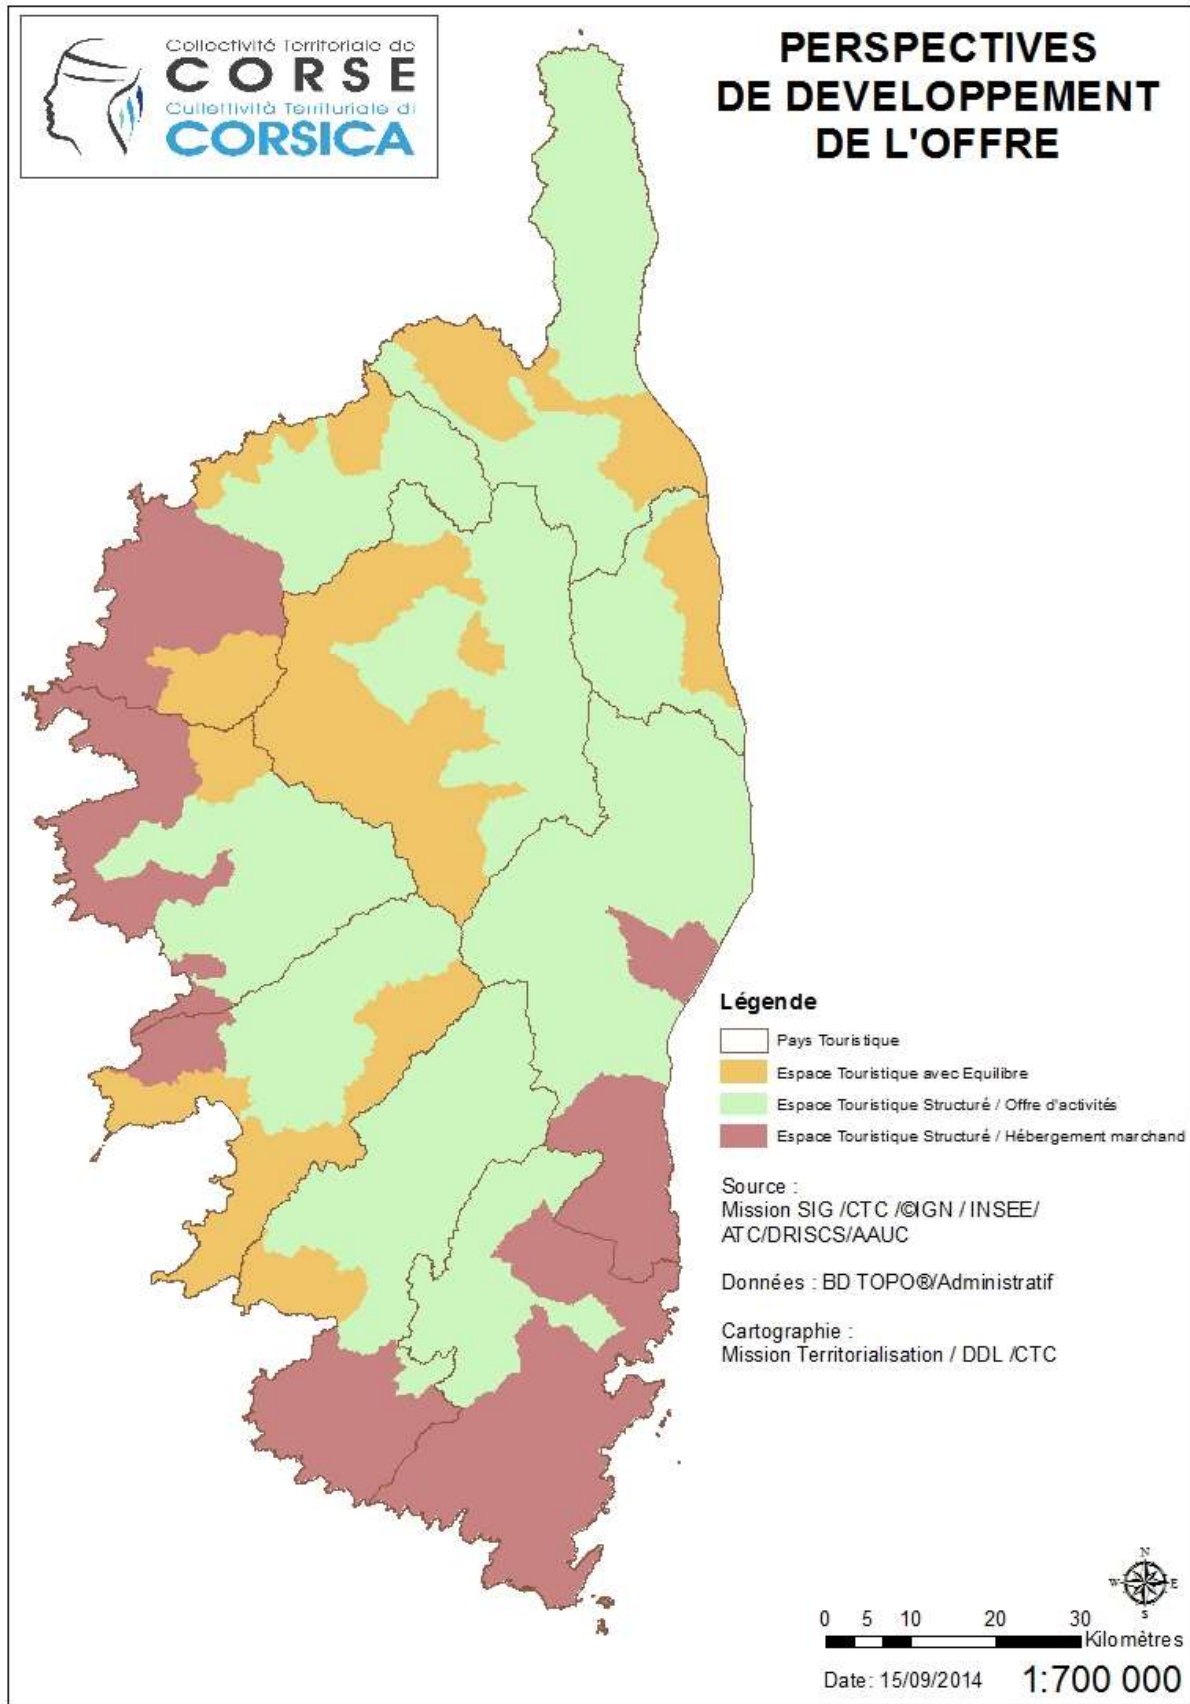 Collectivité Territoriale de
CORSE
Cullettività Territuriale di
CORSICA
PERSPECTIVES
DE DEVELOPPEMENT
DE L'OFFRE
Légende
Pays Touristique
Espace Touristique avec Equilibre
Espace Touristique Structuré / Offre d'activités
Espace Touristique Structuré / Hébergement marchand
Source :
Mission SIG /CTC /©IGN / INSEE/
ATC/DRISCS/AAUC
Données : BD TOPO®/Administratif
Cartographie :
Mission Territorialisation / DDL /CTC
N
W E
S
0 5 10 20 30
Kilomètres
Date: 15/09/2014 1:700 000